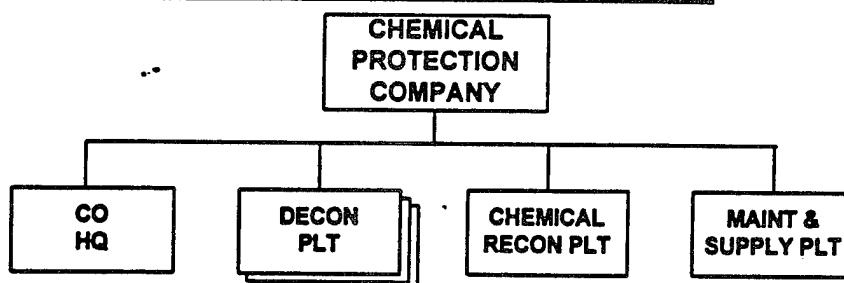 CHEMICAL
PROTECTION
COMPANY
CO
HQ
DECON
PLT
CHEMICAL
RECON PLT
MAINT &
SUPPLY PLT